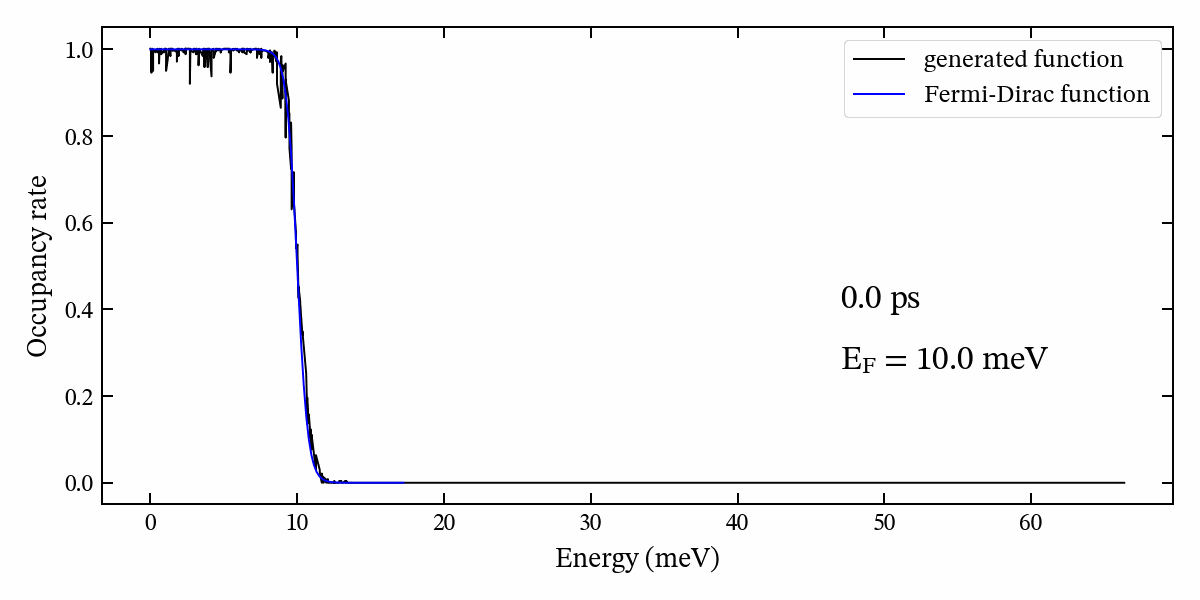 generated function
Fermi-Dirac function
0.0 ps
E_F = 10.0 meV
Occupancy rate
1.0
0.8
0.6
0.4
0.2
0.0
0 10 20 30 40 50 60
Energy (meV)